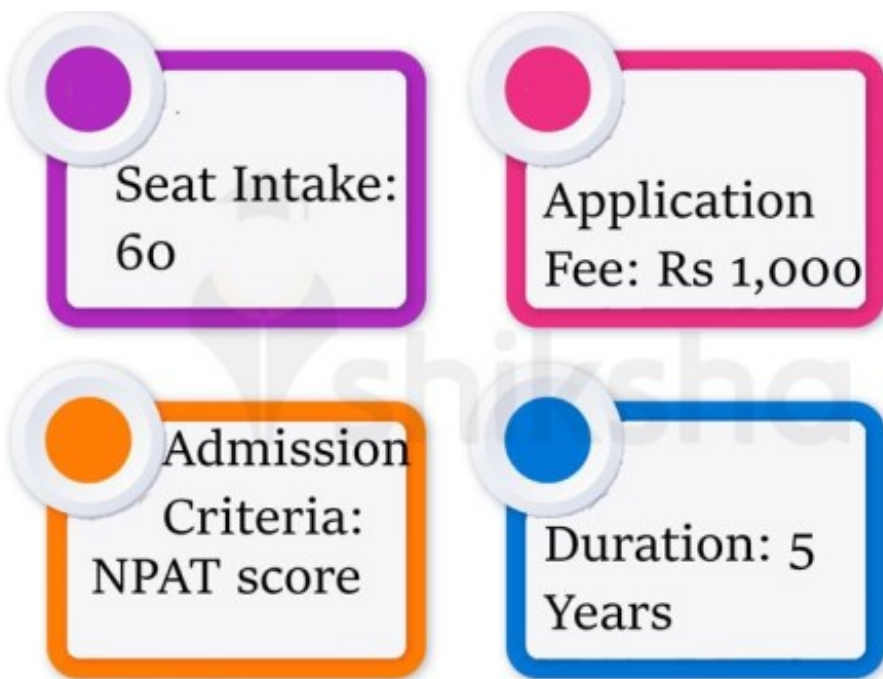 Seat Intake:
60
Application
Fee: Rs 1,000
Admission
Criteria:
NPAT score
Duration: 5
Years
shiksha